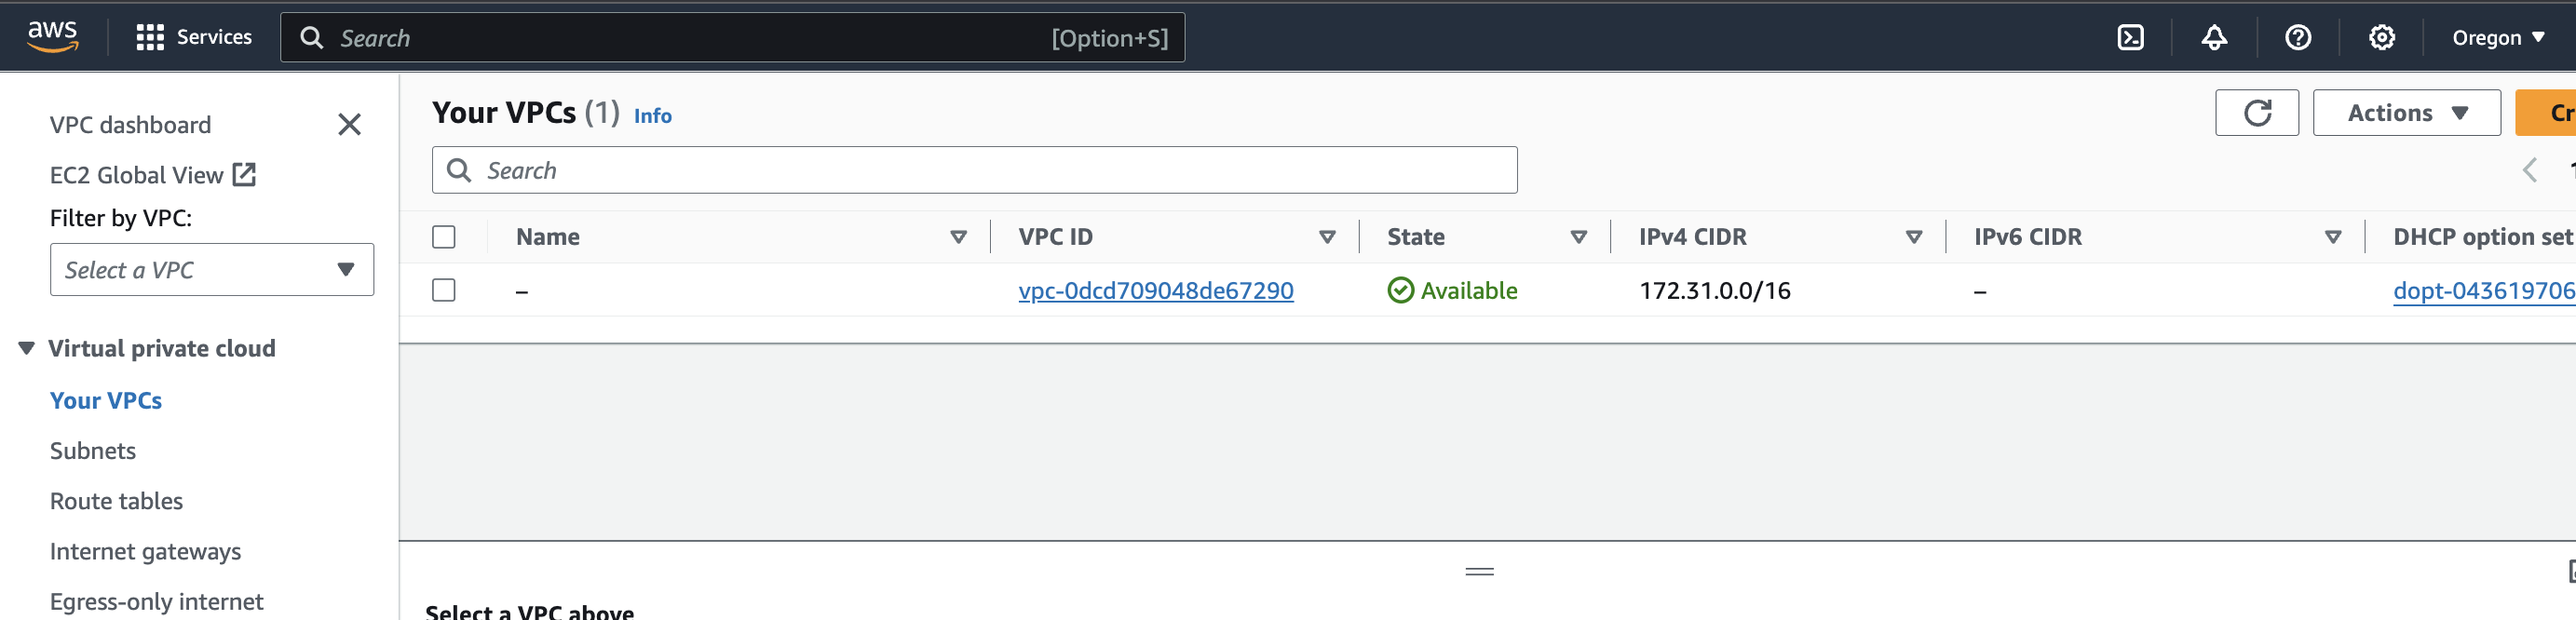 aws Services Search [Option+S] Oregon
VPC dashboard
EC2 Global View
Filter by VPC:
Select a VPC
Virtual private cloud
Your VPCs
Subnets
Route tables
Internet gateways
Egress-only internet
Your VPCs (1) Info
Actions
Search
Name VPC ID State IPv4 CIDR IPv6 CIDR DHCP option set
– vpc-0dcd709048de67290 Available 172.31.0.0/16 – dopt-043619706
Select a VPC above